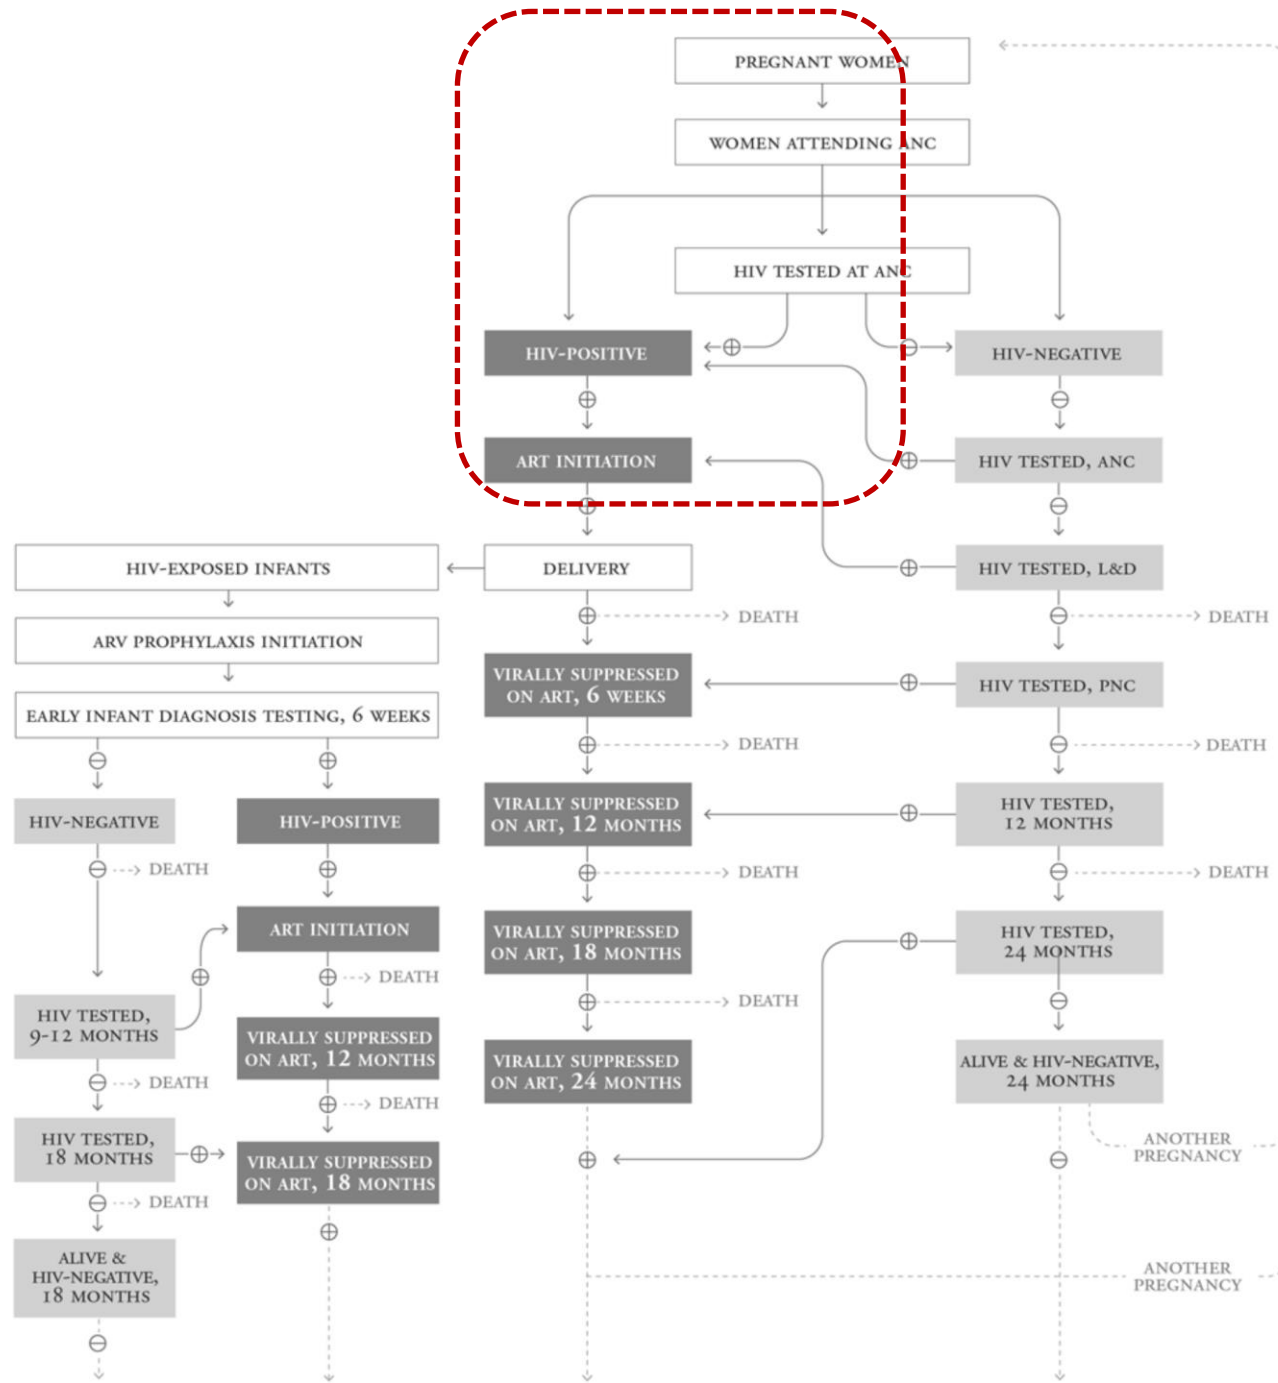 PREGNANT WOMEN
WOMEN ATTENDING ANC
HIV TESTED AT ANC
HIV-POSITIVE
HIV-NEGATIVE
ART INITIATION
HIV TESTED, ANC
HIV-EXPOSED INFANTS
DELIVERY
HIV TESTED, L&D
DEATH
DEATH
ARV PROPHYLAXIS INITIATION
VIRALLY SUPPRESSED
ON ART, 6 WEEKS
HIV TESTED, PNC
EARLY INFANT DIAGNOSIS TESTING, 6 WEEKS
DEATH
DEATH
HIV-NEGATIVE
HIV-POSITIVE
VIRALLY SUPPRESSED
ON ART, 12 MONTHS
HIV TESTED,
12 MONTHS
DEATH
DEATH
DEATH
ART INITIATION
VIRALLY SUPPRESSED
ON ART, 18 MONTHS
HIV TESTED,
24 MONTHS
DEATH
DEATH
HIV TESTED,
9-12 MONTHS
VIRALLY SUPPRESSED
ON ART, 12 MONTHS
VIRALLY SUPPRESSED
ON ART, 24 MONTHS
ALIVE & HIV-NEGATIVE,
24 MONTHS
DEATH
DEATH
HIV TESTED,
18 MONTHS
VIRALLY SUPPRESSED
ON ART, 18 MONTHS
ANOTHER
PREGNANCY
DEATH
ALIVE &
HIV-NEGATIVE,
18 MONTHS
ANOTHER
PREGNANCY